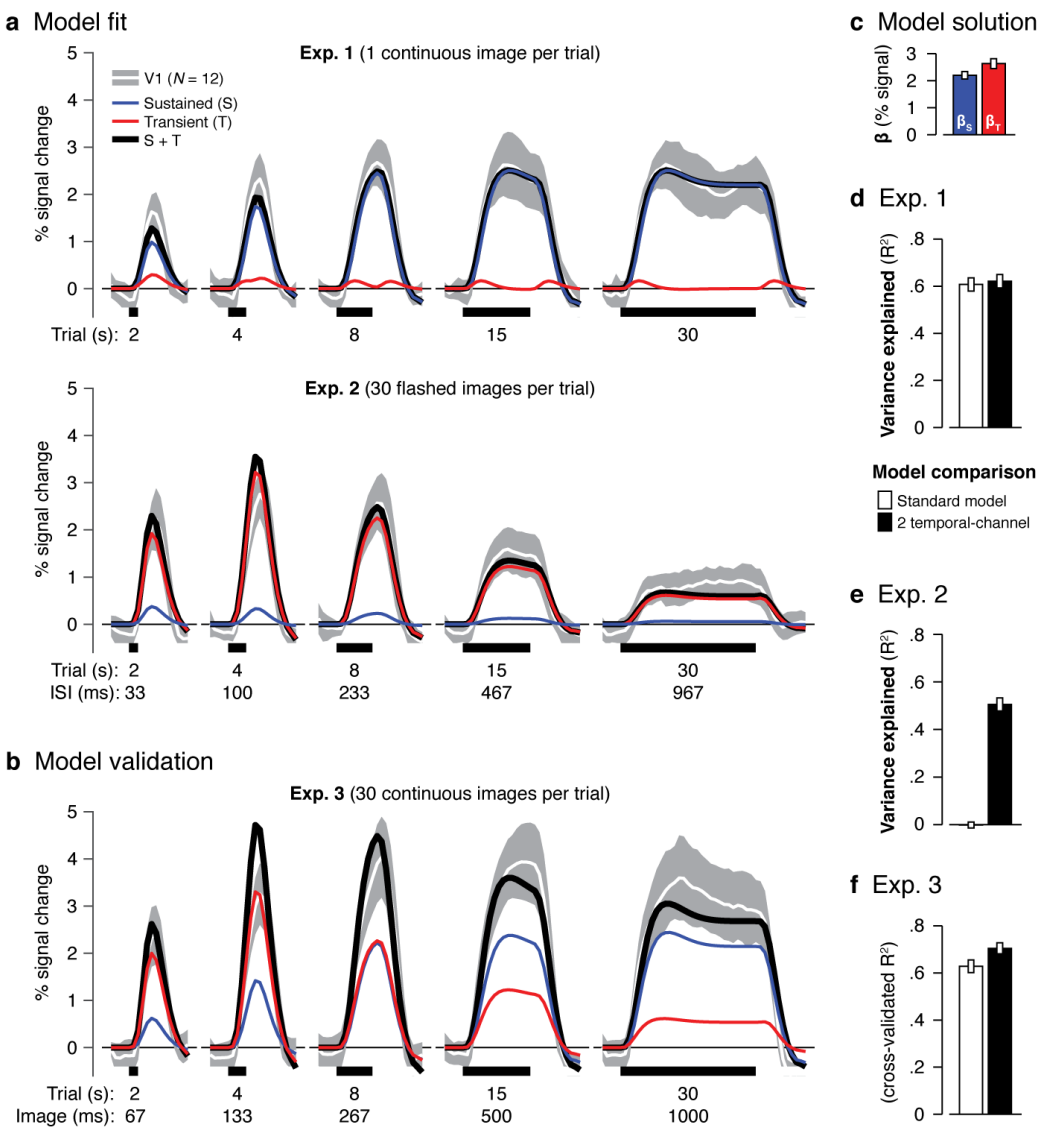 a Model fit
Exp. 1 (1 continuous image per trial)
% signal change
5
4
3
2
1
0
V1 (N = 12)
Sustained (S)
Transient (T)
S + T
Trial (s): 2 4 8 15 30
Exp. 2 (30 flashed images per trial)
% signal change
5
4
3
2
1
0
Trial (s): 2 4 8 15 30
ISI (ms): 33 100 233 467 967
b Model validation
Exp. 3 (30 continuous images per trial)
% signal change
5
4
3
2
1
0
Trial (s): 2 4 8 15 30
Image (ms): 67 133 267 500 1000
c Model solution
β (% signal)
3
2
1
0
βS βT
d Exp. 1
Variance explained (R²)
.8
.6
.4
.2
0
Model comparison
Standard model
2 temporal-channel
e Exp. 2
Variance explained (R²)
.8
.6
.4
.2
0
f Exp. 3
(cross-validated R²)
.8
.6
.4
.2
0